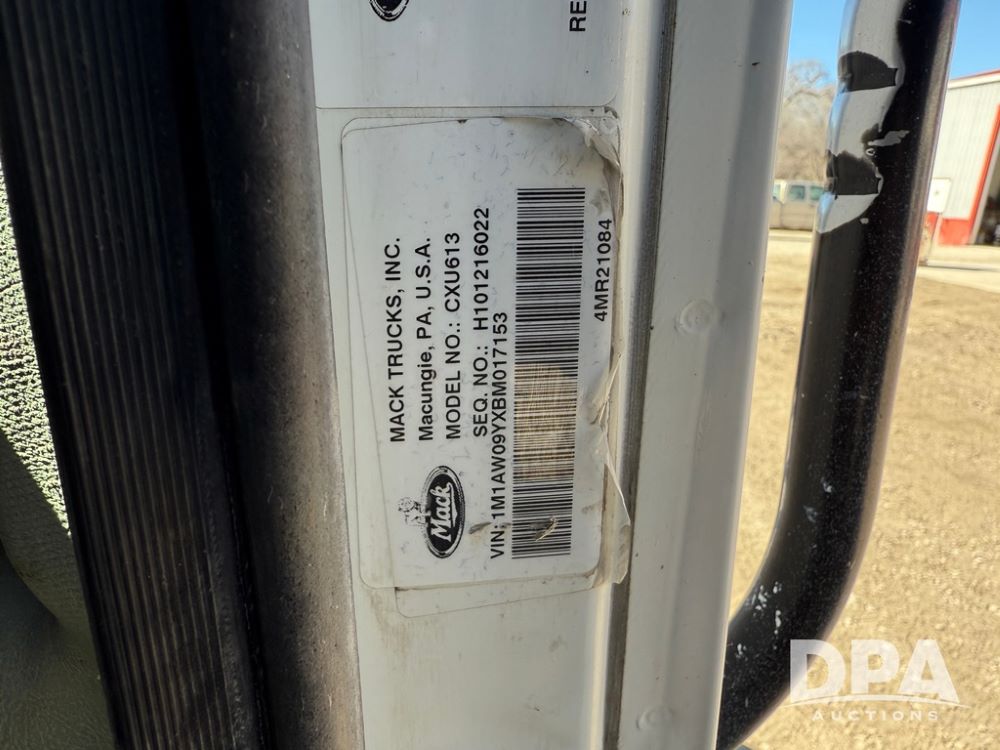 RE
MACK TRUCKS, INC.
Macungie, PA, U.S.A.
MODEL NO.: CXU613
SEQ. NO.: H101216022
VIN: 1M1AW09YXBM017153
4MR21084
Mack
DPA
AUCTIONS